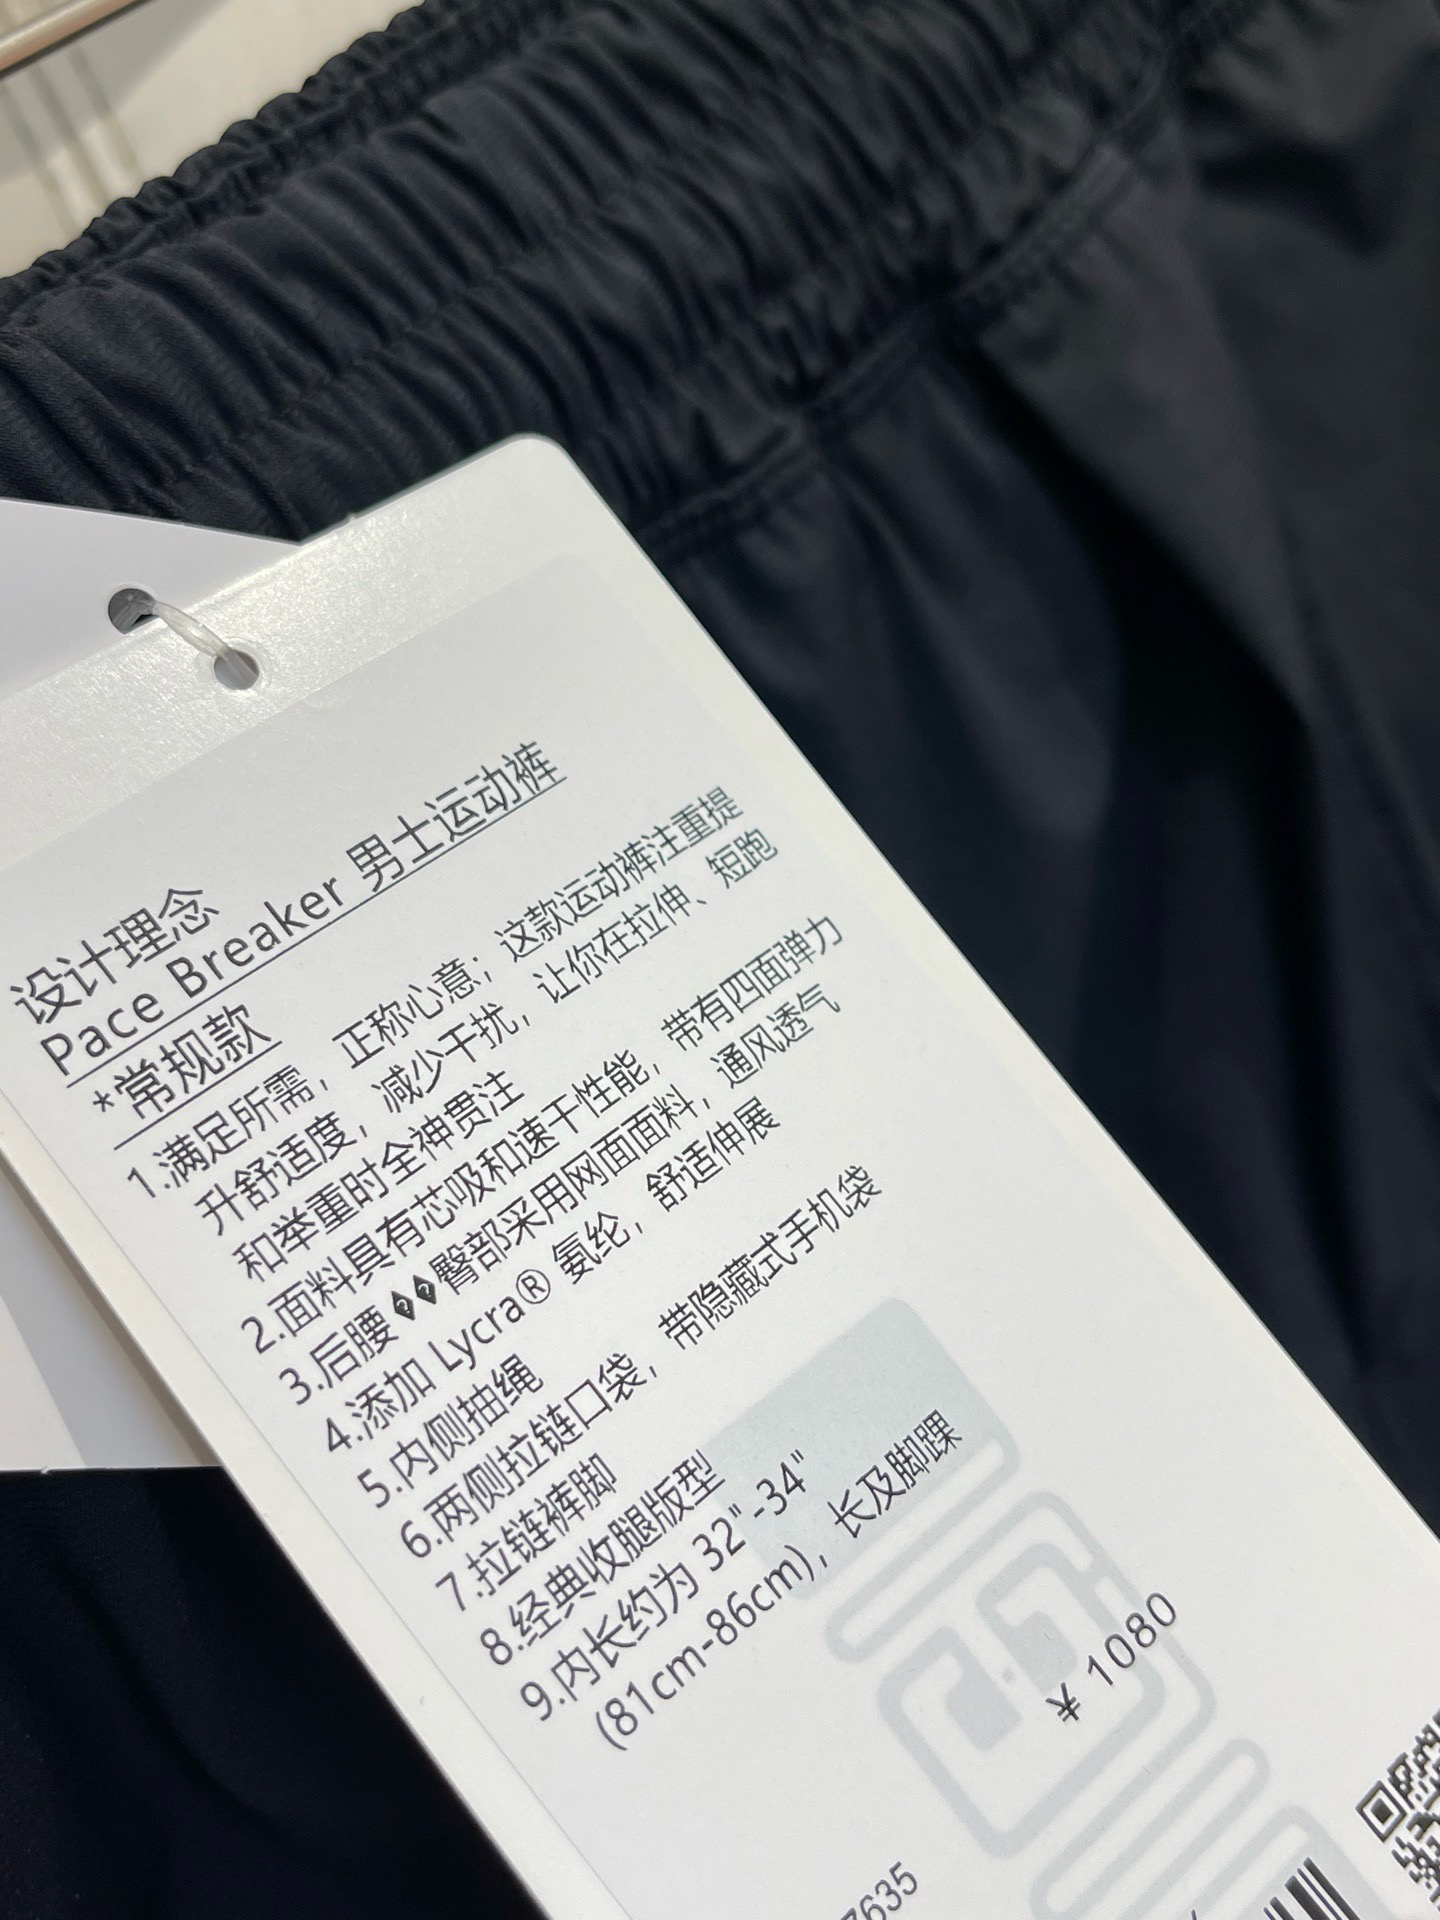 设计理念
Pace Breaker 男士运动裤
*常规款
1.满足所需，正称心意；这款运动裤注重提
升舒适度，减少干扰，让你在拉伸、短跑
和举重时全神贯注
2.面料具有芯吸和速干性能，带有四面弹力
3.后腰��臀部采用网面面料，通风透气
4.添加 Lycra® 氨纶，舒适伸展
5.内侧抽绳
6.两侧拉链口袋，带隐藏式手机袋
7.拉链裤脚
8.经典收腿版型
9.内长约为 32"-34"
(81cm-86cm)，长及脚踝
¥ 1080
7635